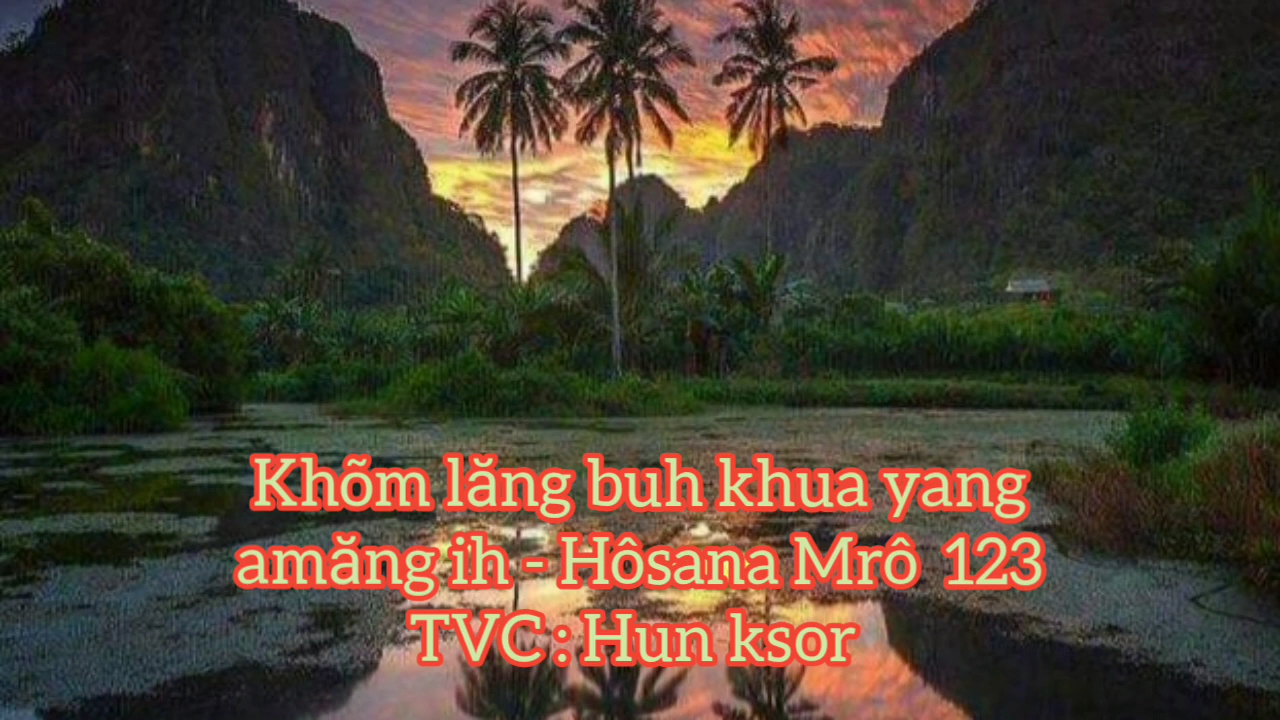 Khõm lăng buh khua yang
amăng ih - Hôsana Mrô 123
TVC : Hun ksor